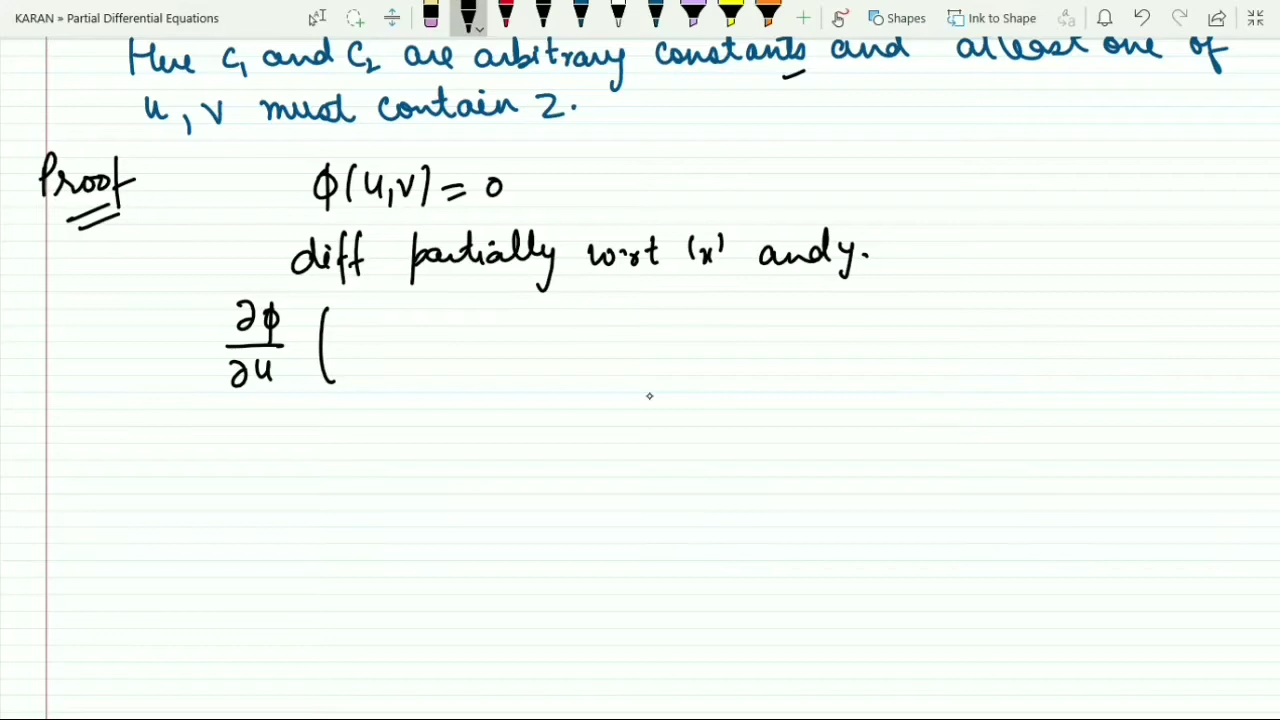 KARAN » Partial Differential Equations
Shapes
Ink to Shape
Here C₁ and C₂ are arbitrary constants and atleast one of
u, v must contain z.
Proof
ϕ(u,v) = 0
diff partially w.r.t (x) and y.
∂ϕ/∂u (